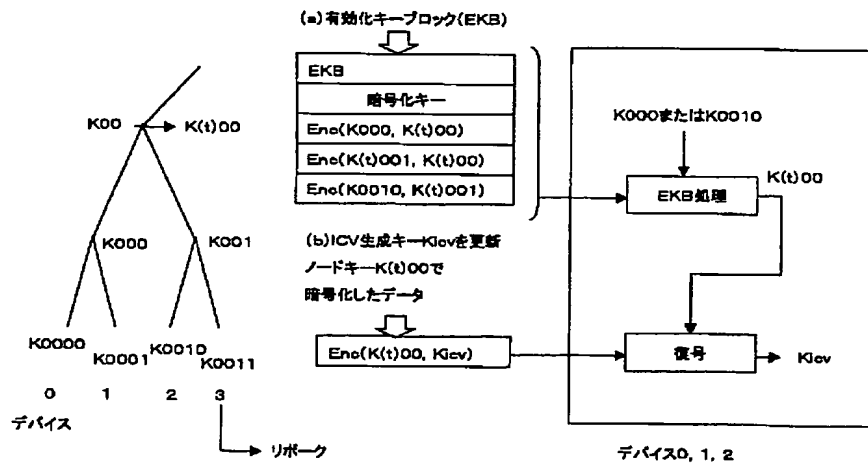 (a)有効化キーブロック(EKB)
EKB
暗号化キー
Enc(K000, K(t)00)
Enc(K(t)001, K(t)00)
Enc(K0010, K(t)001)
K00
K(t)00
K000
K001
K0000
K0001
K0010
K0011
0
1
2
3
デバイス
リボーク
(b)ICV生成キーKicvを更新
ノードキーK(t)00で
暗号化したデータ
Enc(K(t)00, Kicv)
K000またはK0010
EKB処理
K(t)00
復号
Kicv
デバイス0, 1, 2